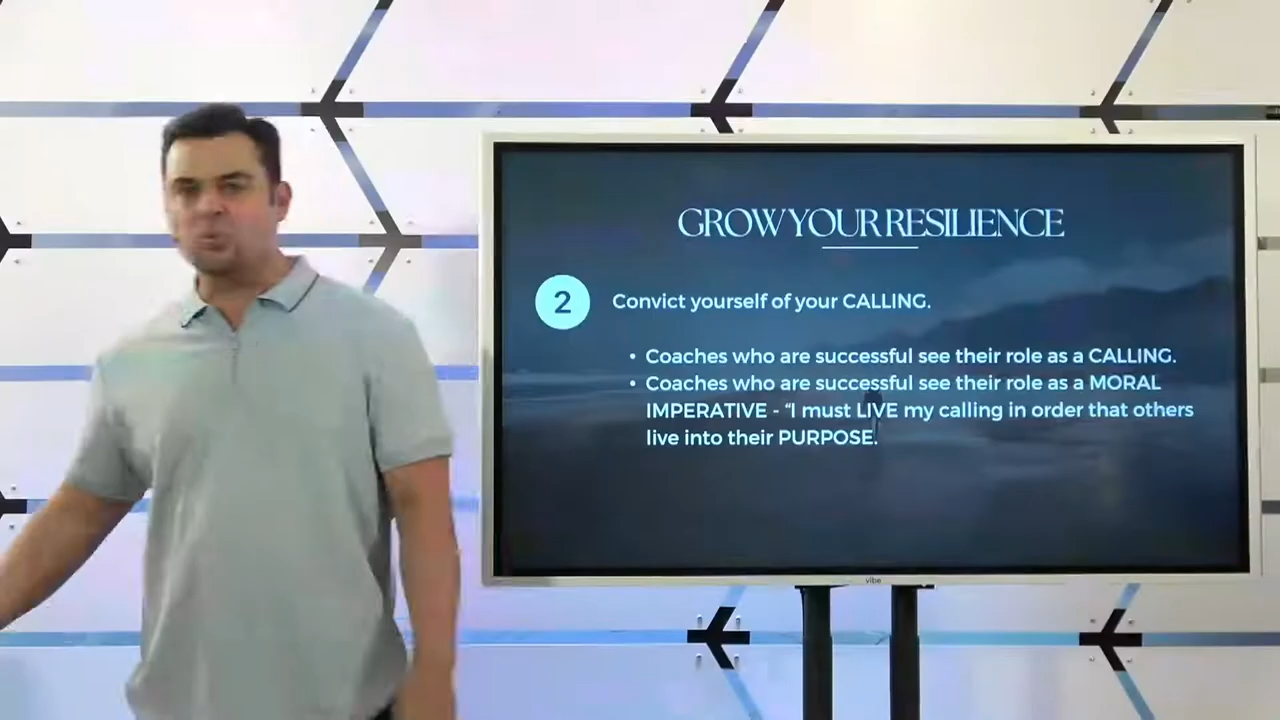 GROW YOUR RESILIENCE
2 Convict yourself of your CALLING.
• Coaches who are successful see their role as a CALLING.
• Coaches who are successful see their role as a MORAL
IMPERATIVE - “I must LIVE my calling in order that others
live into their PURPOSE.
vibe